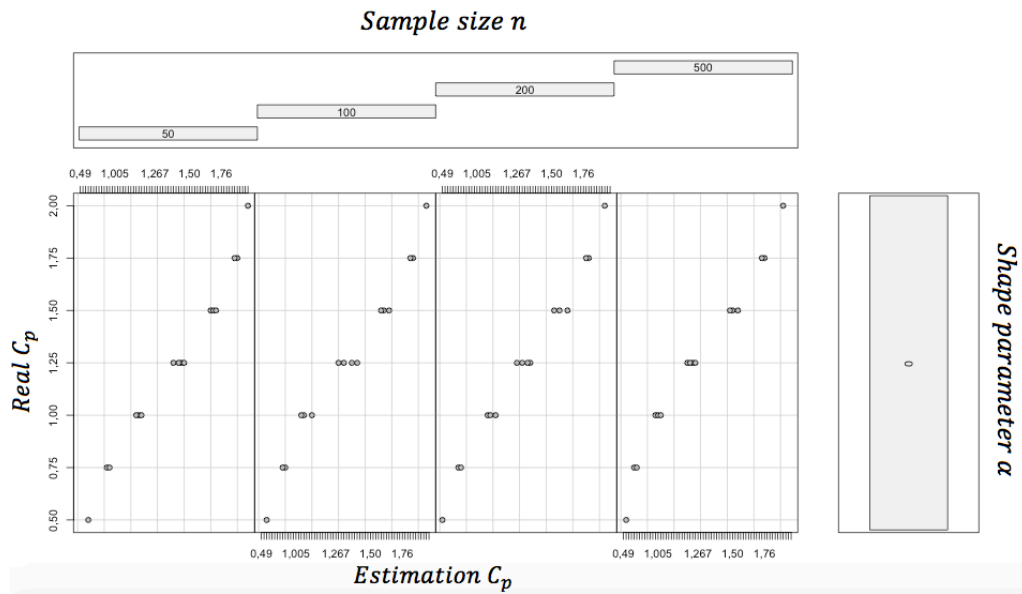 Sample size n
500
200
100
50
0,49 1,005 1,267 1,50 1,76 0,49 1,005 1,267 1,50 1,76
2,00
1,75
1,50
1,25
1,00
0,75
0,50
Real Cp
0
Shape parameter α
0,49 1,005 1,267 1,50 1,76 0,49 1,005 1,267 1,50 1,76
Estimation Cp